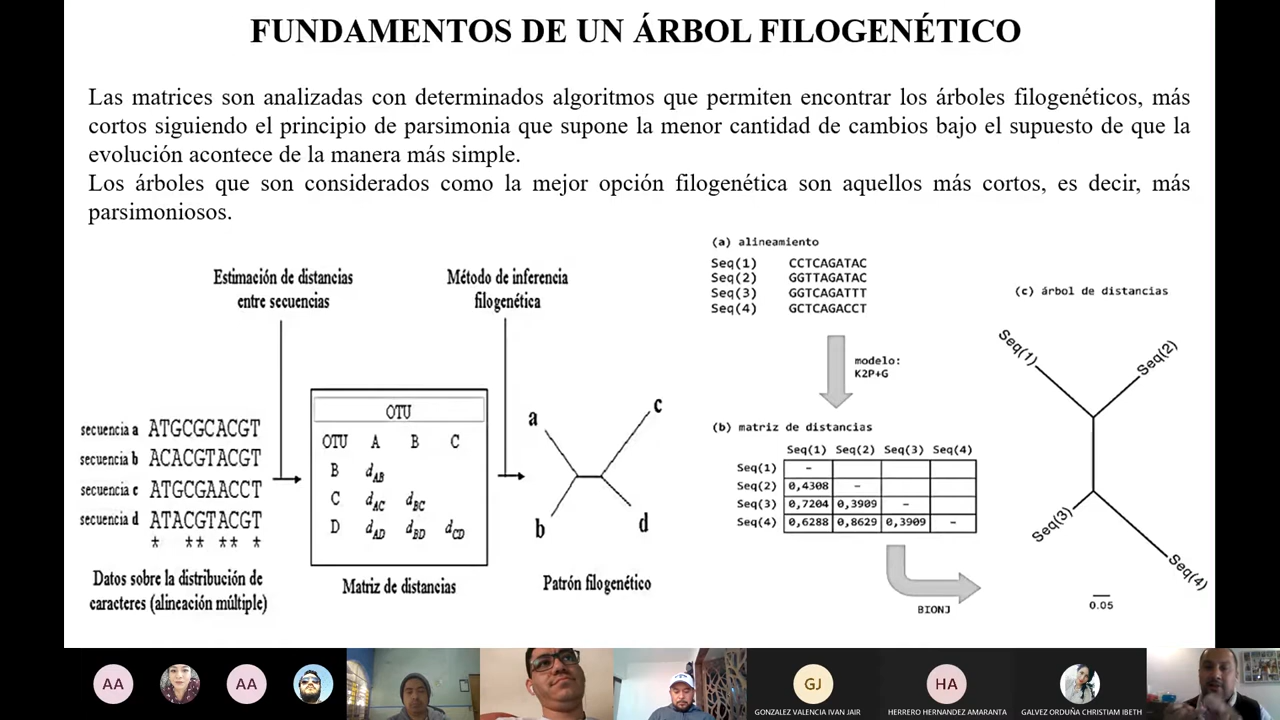 FUNDAMENTOS DE UN ÁRBOL FILOGENÉTICO
Las matrices son analizadas con determinados algoritmos que permiten encontrar los árboles filogenéticos, más
cortos siguiendo el principio de parsimonia que supone la menor cantidad de cambios bajo el supuesto de que la
evolución acontece de la manera más simple.
Los árboles que son considerados como la mejor opción filogenética son aquellos más cortos, es decir, más
parsimoniosos.
Estimación de distancias
entre secuencias
Método de inferencia
filogenética
secuencia a ATGCGCACGT
secuencia b ACACGTACGT
secuencia c ATGCGAACCT
secuencia d ATACGTACGT
* ** ** *
Datos sobre la distribución de
caracteres (alineación múltiple)
OTU
OTU A B C
B dAB
C dAC dBC
D dAD dBD dCD
Matriz de distancias
a
c
b
d
Patrón filogenético
(a) alineamiento
Seq(1) CCTCAGATAC
Seq(2) GGTTAGATAC
Seq(3) GGTCAGATTT
Seq(4) GCTCAGACCT
modelo:
K2P+G
(b) matriz de distancias
Seq(1) Seq(2) Seq(3) Seq(4)
Seq(1) –
Seq(2) 0,4308 –
Seq(3) 0,7204 0,3909 –
Seq(4) 0,6288 0,8629 0,3909 –
BIONJ
(c) árbol de distancias
Seq(1)
Seq(2)
Seq(3)
Seq(4)
0.05
AA
AA
GJ
GONZALEZ VALENCIA IVAN JAIR
HA
HERRERO HERNANDEZ AMARANTA
GALVEZ ORDUÑA CHRISTIAM IBETH